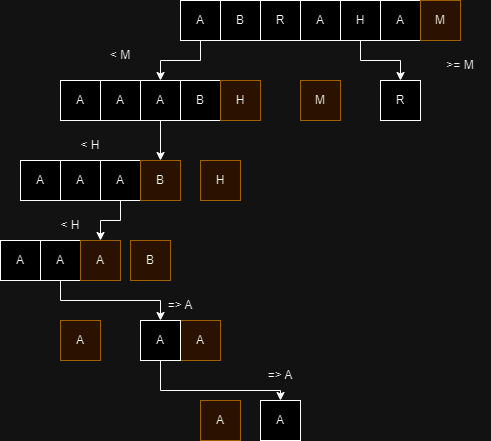 A B R A H A M
< M
>= M
A A A B H M R
< H
A A A B H
< H
A A A B
=> A
A A A
=> A
A A